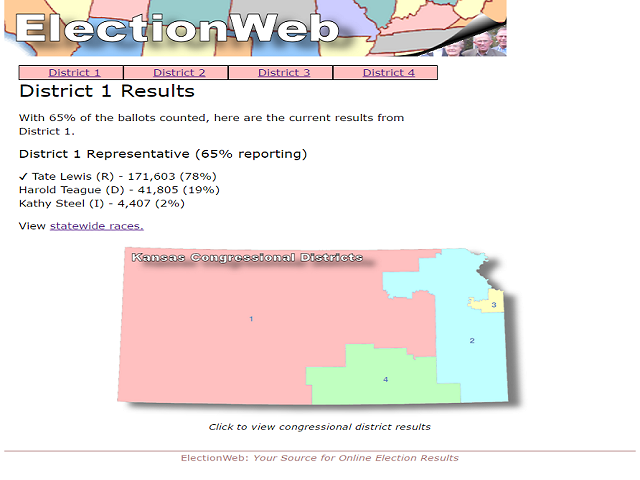 ElectionWeb
District 1 District 2 District 3 District 4
District 1 Results
With 65% of the ballots counted, here are the current results from
District 1.
District 1 Representative (65% reporting)
✓ Tate Lewis (R) - 171,603 (78%)
Harold Teague (D) - 41,805 (19%)
Kathy Steel (I) - 4,407 (2%)
View statewide races.
Kansas Congressional Districts
3
1
2
4
Click to view congressional district results
ElectionWeb: Your Source for Online Election Results